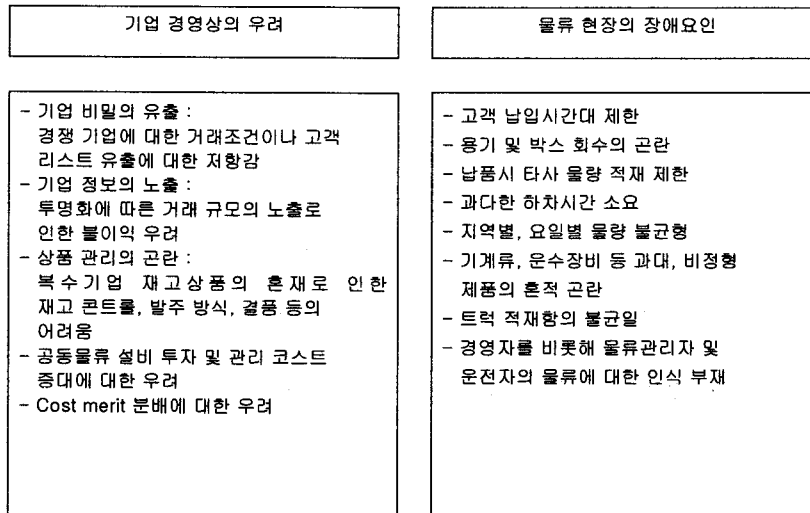 기업 경영상의 우려
물류 현장의 장애요인
- 기업 비밀의 유출 :
경쟁 기업에 대한 거래조건이나 고객
리스트 유출에 대한 저항감
- 기업 정보의 노출 :
투명화에 따른 거래 규모의 노출로
인한 불이익 우려
- 상품 관리의 곤란 :
복수기업 재고상품의 혼재로 인한
재고 콘트롤, 발주 방식, 결품 등의
어려움
- 공동물류 설비 투자 및 관리 코스트
증대에 대한 우려
- Cost merit 분배에 대한 우려
- 고객 납입시간대 제한
- 용기 및 박스 회수의 곤란
- 납품시 타사 물량 적재 제한
- 과다한 하차시간 소요
- 지역별, 요일별 물량 불균형
- 기계류, 운수장비 등 과대, 비정형
제품의 혼적 곤란
- 트럭 적재함의 불균일
- 경영자를 비롯해 물류관리자 및
운전자의 물류에 대한 인식 부재